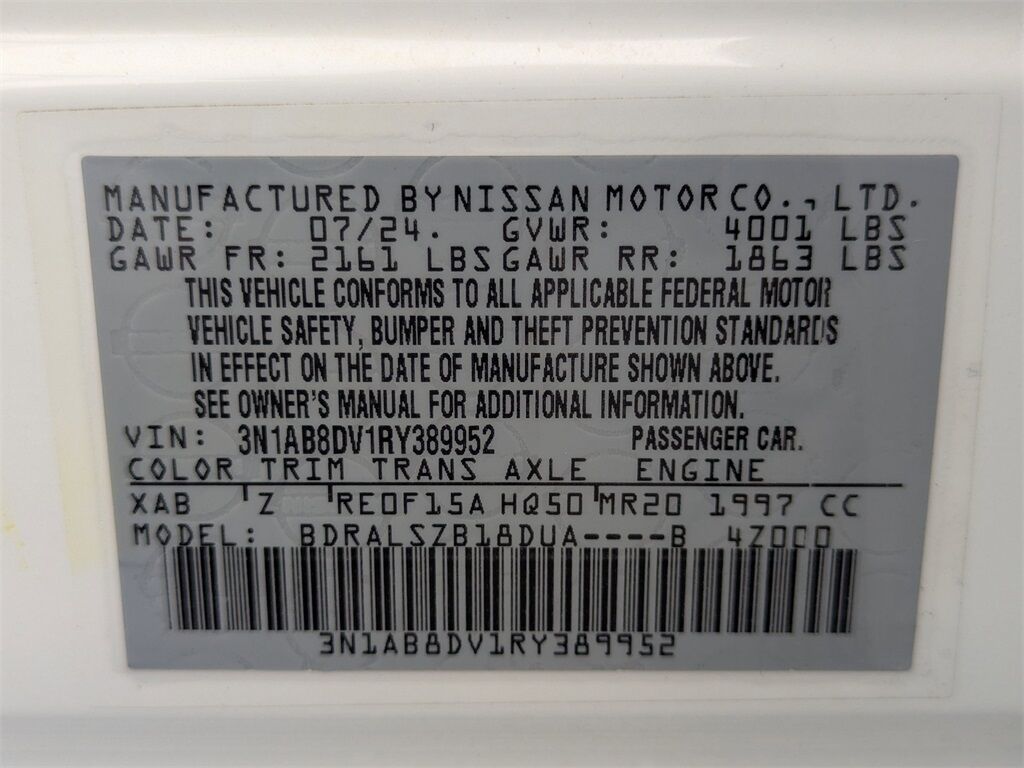 MANUFACTURED BY NISSAN MOTOR CO., LTD.
DATE: 07/24. GVWR: 4001 LBS
GAWR FR: 2161 LBS GAWR RR: 1863 LBS
THIS VEHICLE CONFORMS TO ALL APPLICABLE FEDERAL MOTOR
VEHICLE SAFETY, BUMPER AND THEFT PREVENTION STANDARDS
IN EFFECT ON THE DATE OF MANUFACTURE SHOWN ABOVE.
SEE OWNER'S MANUAL FOR ADDITIONAL INFORMATION.
VIN: 3N1AB8DV1RY389952 PASSENGER CAR.
COLOR TRIM TRANS AXLE ENGINE
XAB Z RE0F15A HQ50 MR20 1997 CC
MODEL: BDRALSZB18DUA----B 4Z000
3N1AB8DV1RY389952